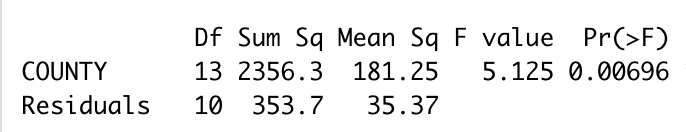 Df Sum Sq Mean Sq F value Pr(>F)
COUNTY 13 2356.3 181.25 5.125 0.00696
Residuals 10 353.7 35.37